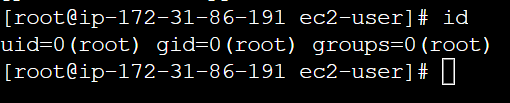 [root@ip-172-31-86-191 ec2-user]# id
uid=0(root) gid=0(root) groups=0(root)
[root@ip-172-31-86-191 ec2-user]#